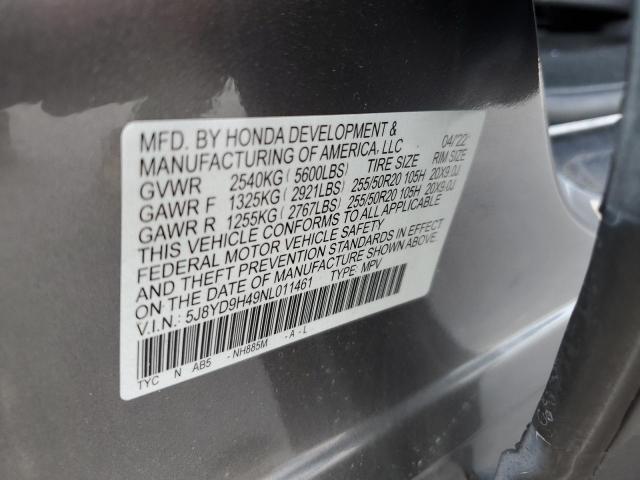 MFD. BY HONDA DEVELOPMENT & 04/22
MANUFACTURING OF AMERICA, LLC
GVWR 2540KG ( 5600LBS) TIRE SIZE RIM SIZE
GAWR F 1325KG ( 2921LBS) 255/50R20 105H 20X9.0J
GAWR R 1255KG ( 2767LBS) 255/50R20 105H 20X9.0J
THIS VEHICLE CONFORMS TO ALL APPLICABLE
FEDERAL MOTOR VEHICLE SAFETY
AND THEFT PREVENTION STANDARDS IN EFFECT
ON THE DATE OF MANUFACTURE SHOWN ABOVE.
V.I.N.: 5J8YD9H49NL011461 TYPE MPV
TYC N AB5 -NH885M -A-L